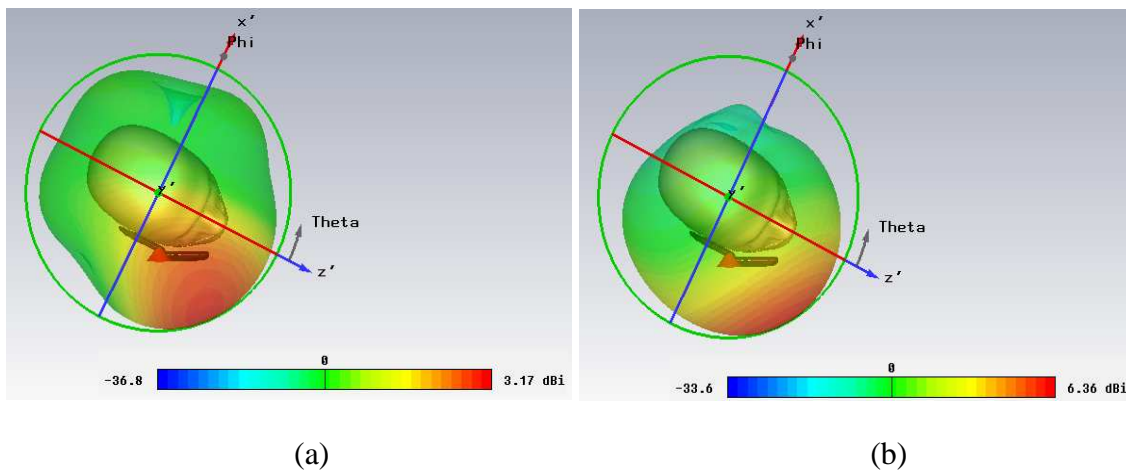 x’
Phi
y’
Theta
z’
0
-36.8
3.17 dBi
(a)
x’
Phi
y’
Theta
z’
0
-33.6
6.36 dBi
(b)